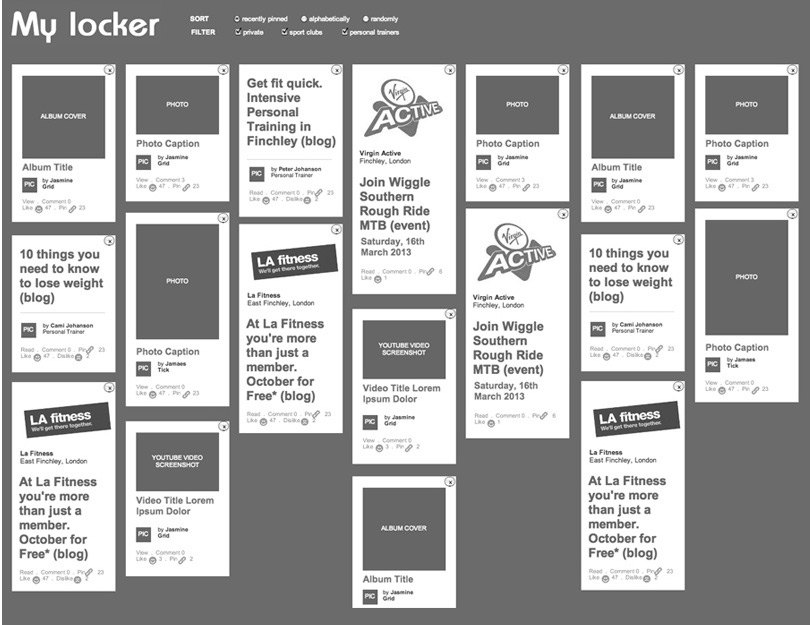 My locker
SORT recently pinned alphabetically randomly
FILTER private sport clubs personal trainers
ALBUM COVER
Album Title
PIC
by Jasmine
Grid
View . Comment 0
Like 47 . Pin 23
10 things you
need to know
to lose weight
(blog)
PIC
by Cami Johanson
Personal Trainer
Read . Comment 0 . Pin 23
Like 47 . Dislike 2
LA fitness
We'll get there together.
La Fitness
East Finchley, London
At La Fitness
you're more
than just a
member.
October for
Free* (blog)
Read . Comment 0 . Pin 23
Like 47 . Dislike 2
PHOTO
Photo Caption
PIC
by Jasmine
Grid
View . Comment 3
Like 47 . Pin 23
PHOTO
Photo Caption
PIC
by Jamaes
Tick
View . Comment 0
Like 47 . Pin 23
YOUTUBE VIDEO
SCREENSHOT
Video Title Lorem
Ipsum Dolor
PIC
by Jasmine
Grid
View . Comment 0
Like 3 . Pin 2
Get fit quick.
Intensive
Personal
Training in
Finchley (blog)
PIC
by Peter Johanson
Personal Trainer
Read . Comment 0 . Pin 23
Like 47 . Dislike 2
LA fitness
We'll get there together.
La Fitness
East Finchley, London
At La Fitness
you're more
than just a
member.
October for
Free* (blog)
Read . Comment 0 . Pin 23
Like 47 . Dislike 2
Virgin
ACTIVE
Virgin Active
Finchley, London
Join Wiggle
Southern
Rough Ride
MTB (event)
Saturday, 16th
March 2013
Read . Comment 0 . Pin 6
Like 1
YOUTUBE VIDEO
SCREENSHOT
Video Title Lorem
Ipsum Dolor
PIC
by Jasmine
Grid
View . Comment 0
Like 3 . Pin 2
ALBUM COVER
Album Title
PIC
by Jasmine
Grid
PHOTO
Photo Caption
PIC
by Jasmine
Grid
View . Comment 3
Like 47 . Pin 23
Virgin
ACTIVE
Virgin Active
Finchley, London
Join Wiggle
Southern
Rough Ride
MTB (event)
Saturday, 16th
March 2013
Read . Comment 0 . Pin 6
Like 1
ALBUM COVER
Album Title
PIC
by Jasmine
Grid
View . Comment 0
Like 47 . Pin 23
10 things you
need to know
to lose weight
(blog)
PIC
by Cami Johanson
Personal Trainer
Read . Comment 0 . Pin 23
Like 47 . Dislike 2
LA fitness
We'll get there together.
La Fitness
East Finchley, London
At La Fitness
you're more
than just a
member.
October for
Free* (blog)
Read . Comment 0 . Pin 23
Like 47 . Dislike 2
PHOTO
Photo Caption
PIC
by Jasmine
Grid
View . Comment 3
Like 47 . Pin 23
PHOTO
Photo Caption
PIC
by Jamaes
Tick
View . Comment 0
Like 47 . Pin 23